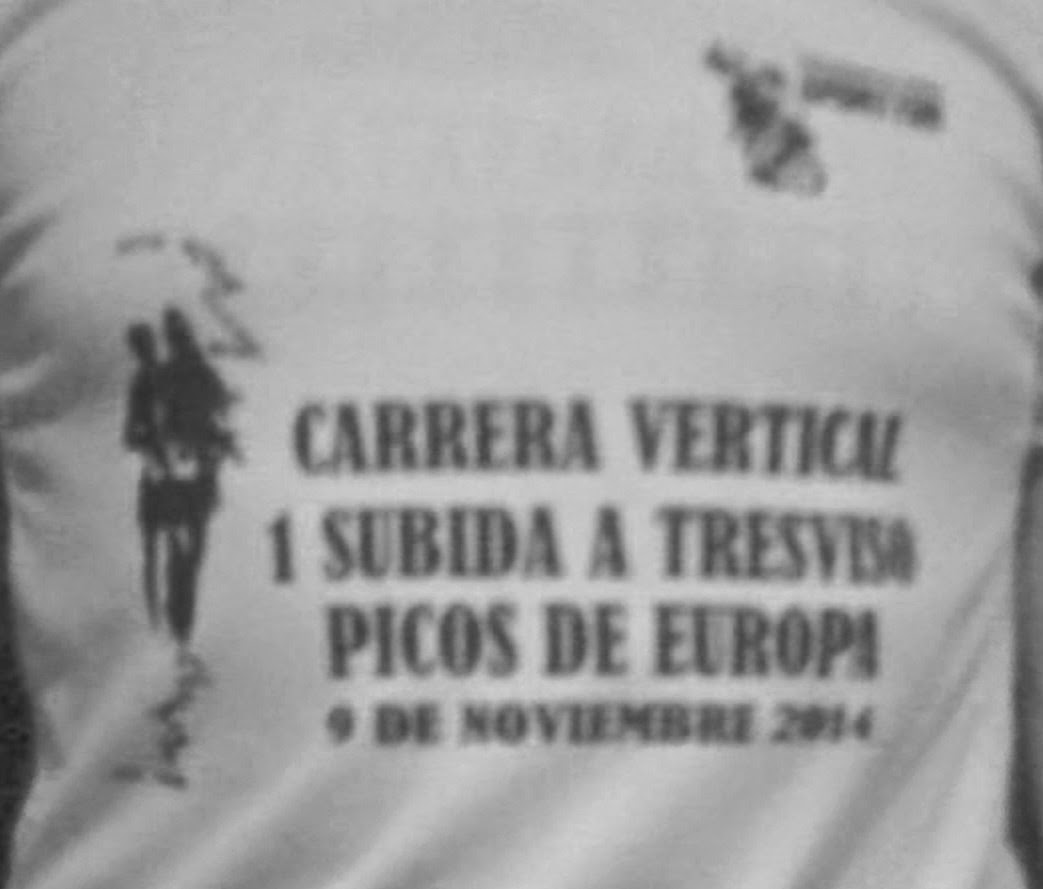 CARRERA VERTICAL
1 SUBIDA A TRESVISO
PICOS DE EUROPA
9 DE NOVIEMBRE 2014